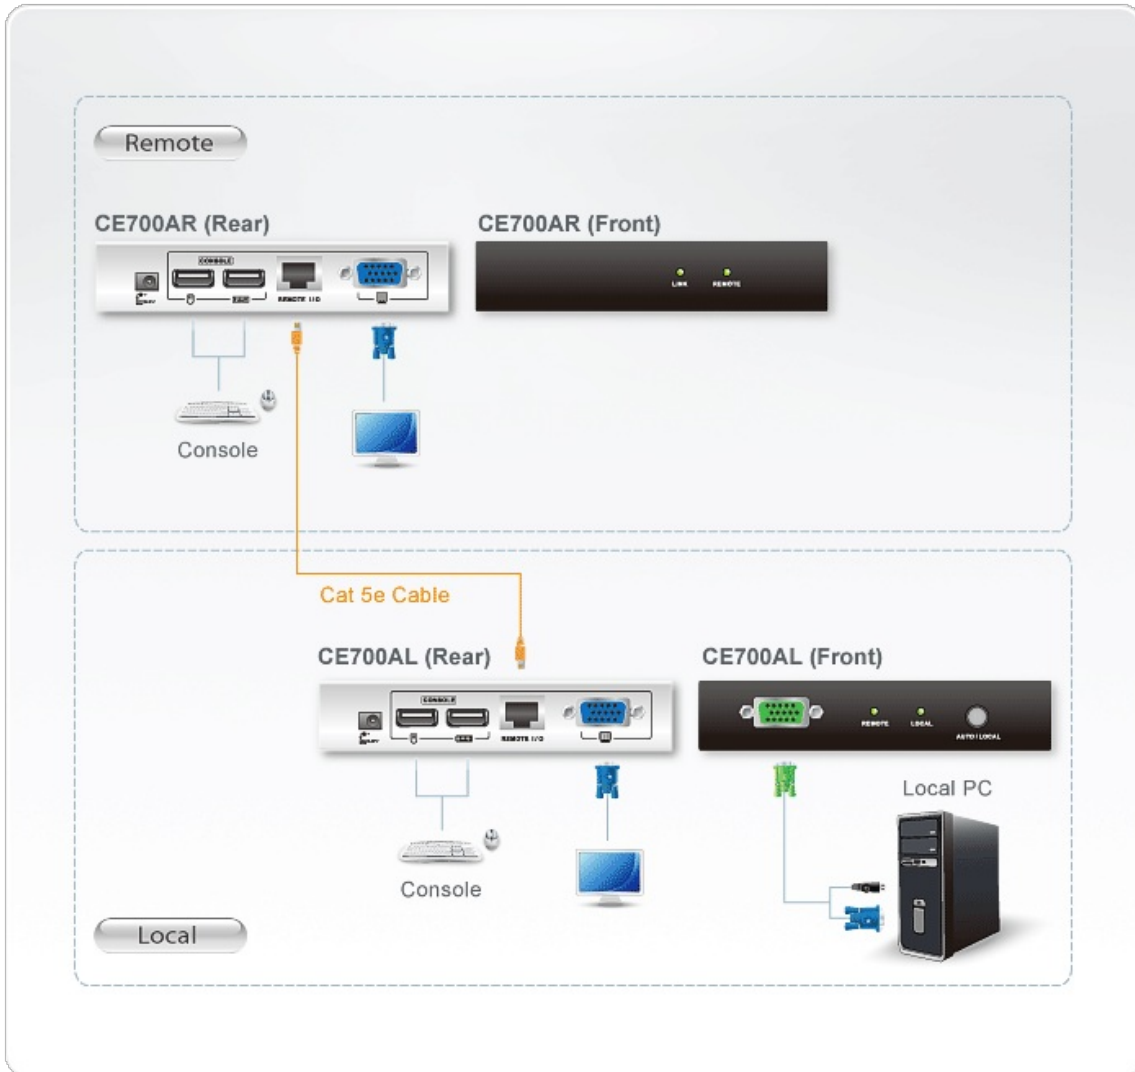 Remote
CE700AR (Rear)
CE700AR (Front)
CONSOLE
REMOTE I/O
LINK
REMOTE
Console
Cat 5e Cable
CE700AL (Rear)
CE700AL (Front)
CONSOLE
REMOTE I/O
REMOTE
LOCAL
AUTO / LOCAL
Local PC
Console
Local